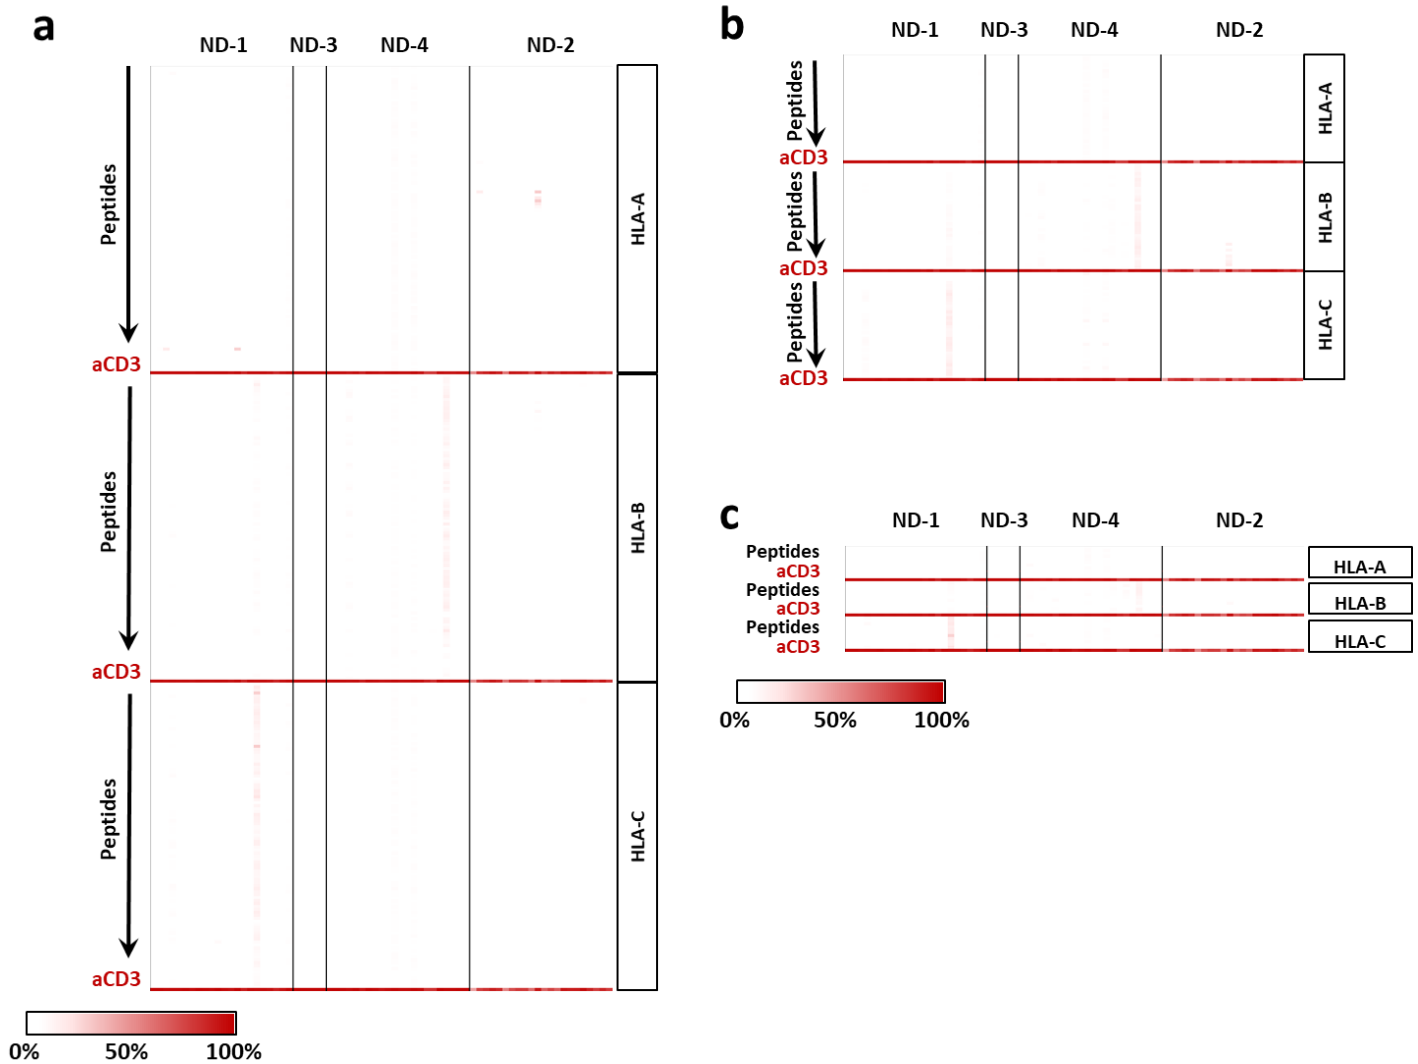 a
ND-1 ND-3 ND-4 ND-2
Peptides
HLA-A
aCD3
Peptides
HLA-B
aCD3
Peptides
HLA-C
aCD3
0% 50% 100%
b
ND-1 ND-3 ND-4 ND-2
Peptides
HLA-A
aCD3
Peptides
HLA-B
aCD3
Peptides
HLA-C
aCD3
c
ND-1 ND-3 ND-4 ND-2
Peptides
aCD3
HLA-A
Peptides
aCD3
HLA-B
Peptides
aCD3
HLA-C
0% 50% 100%